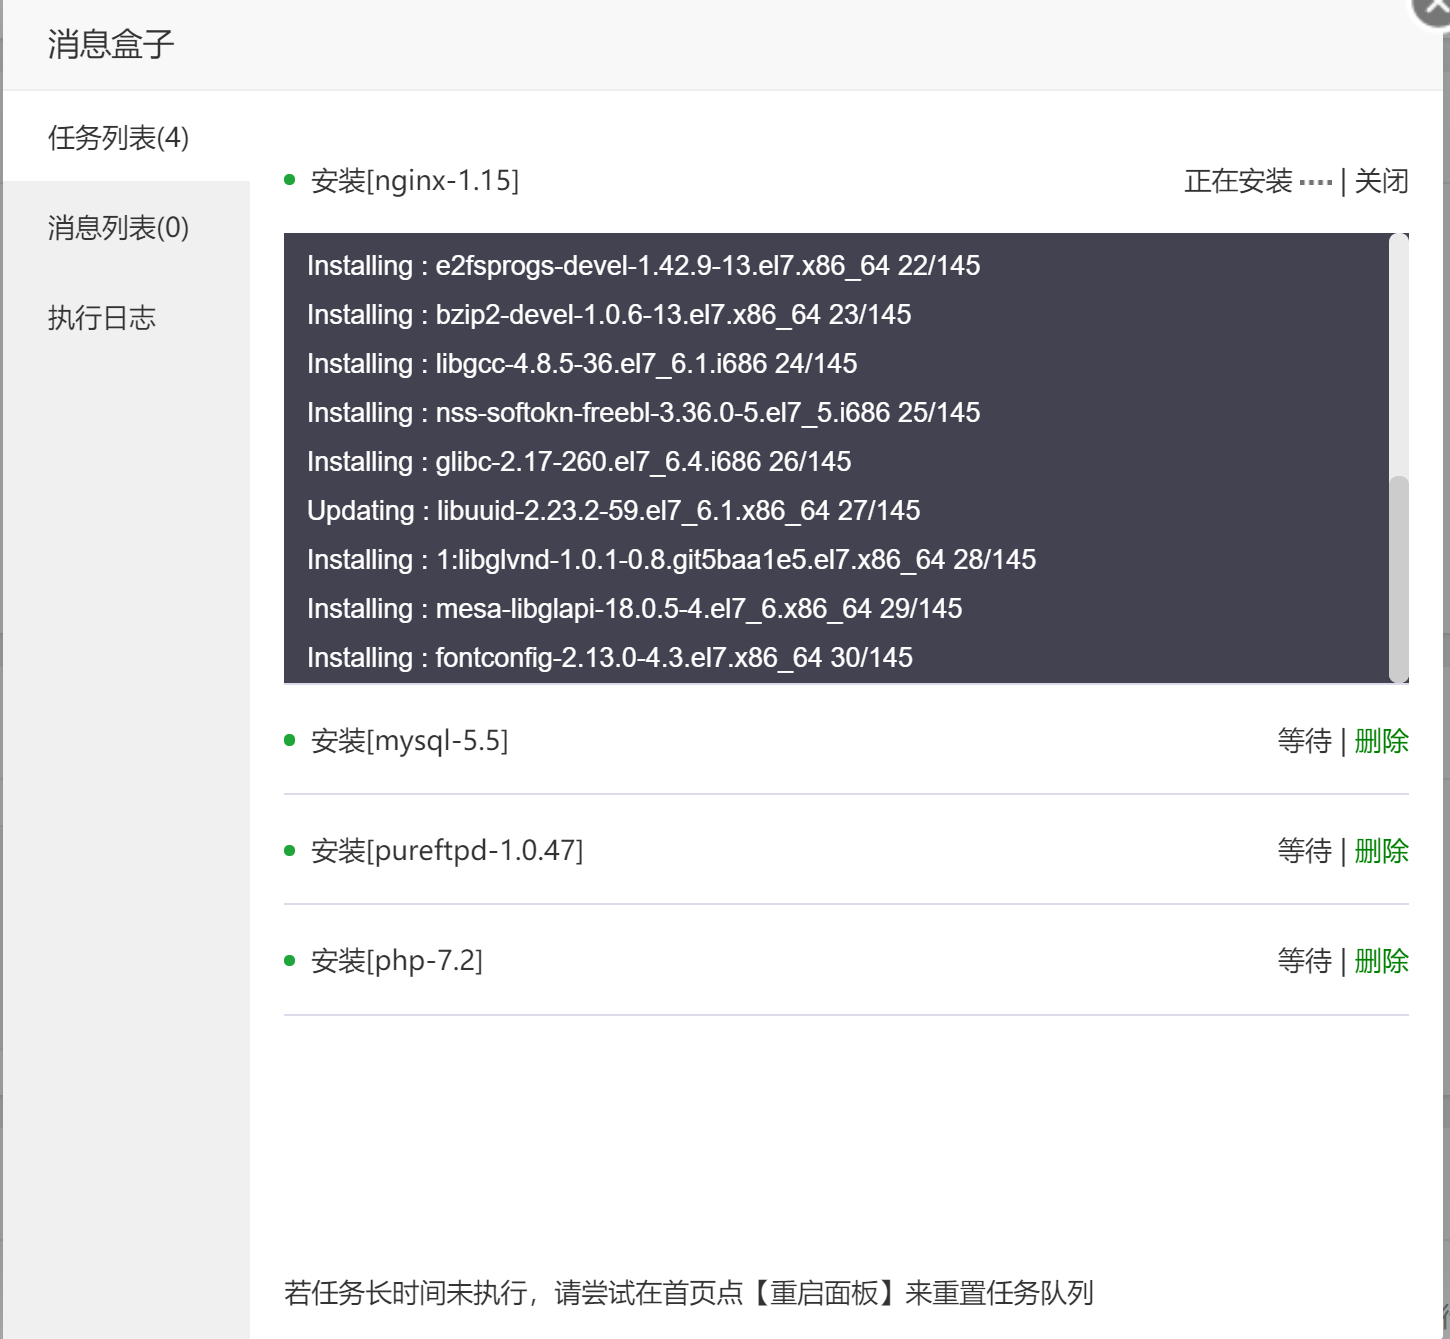 消息盒子
任务列表(4)
消息列表(0)
执行日志
安装[nginx-1.15] 正在安装 | 关闭
Installing : e2fsprogs-devel-1.42.9-13.el7.x86_64 22/145
Installing : bzip2-devel-1.0.6-13.el7.x86_64 23/145
Installing : libgcc-4.8.5-36.el7_6.1.i686 24/145
Installing : nss-softokn-freebl-3.36.0-5.el7_5.i686 25/145
Installing : glibc-2.17-260.el7_6.4.i686 26/145
Updating : libuuid-2.23.2-59.el7_6.1.x86_64 27/145
Installing : 1:libglvnd-1.0.1-0.8.git5baa1e5.el7.x86_64 28/145
Installing : mesa-libglapi-18.0.5-4.el7_6.x86_64 29/145
Installing : fontconfig-2.13.0-4.3.el7.x86_64 30/145
安装[mysql-5.5] 等待 | 删除
安装[pureftpd-1.0.47] 等待 | 删除
安装[php-7.2] 等待 | 删除
若任务长时间未执行，请尝试在首页点【重启面板】来重置任务队列